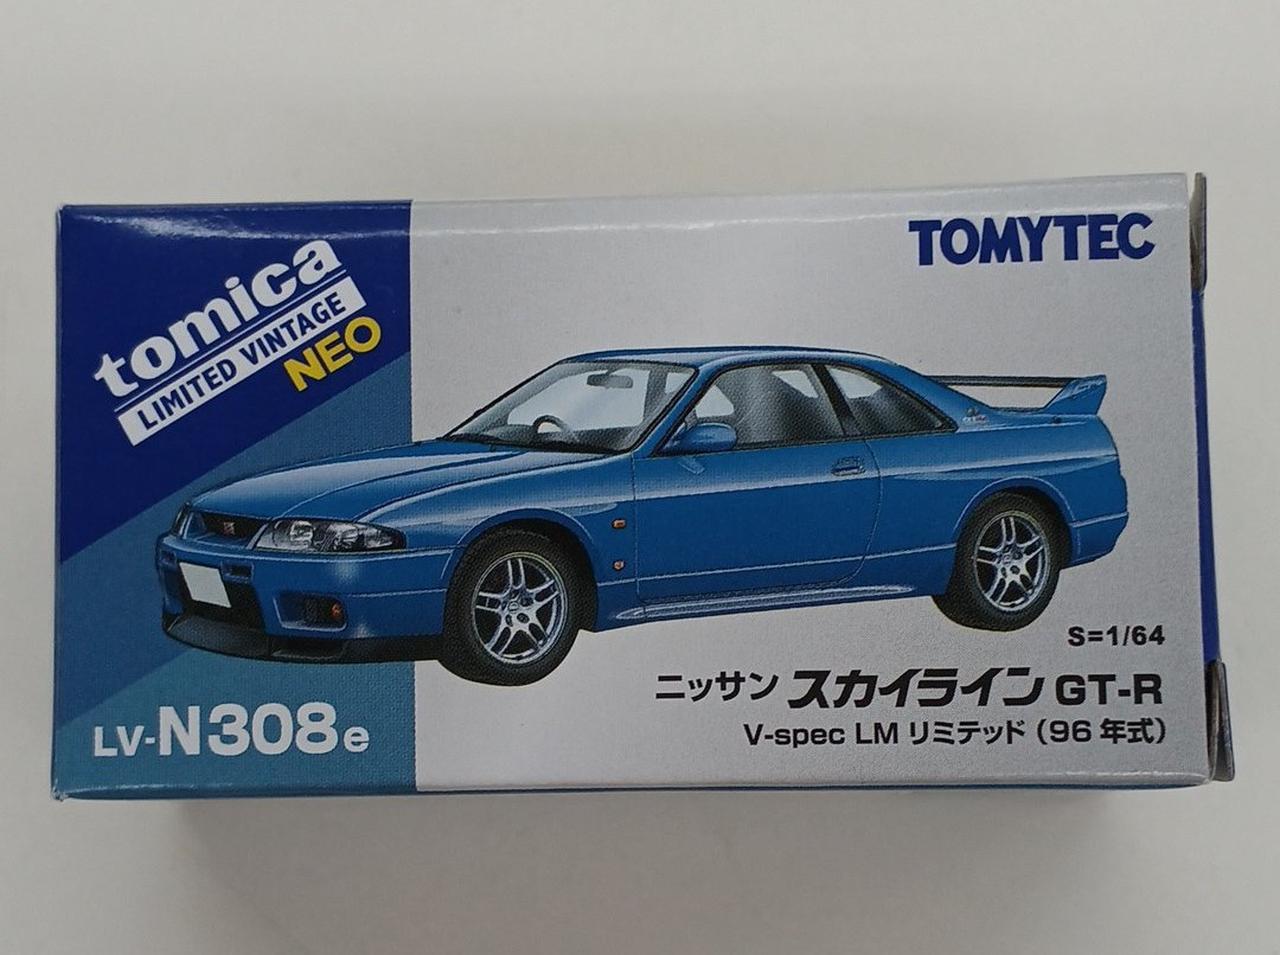 tomica
LIMITED VINTAGE
NEO
TOMYTEC
S=1/64
ニッサン スカイライン GT-R
V-spec LM リミテッド（96 年式）
LV-N308e